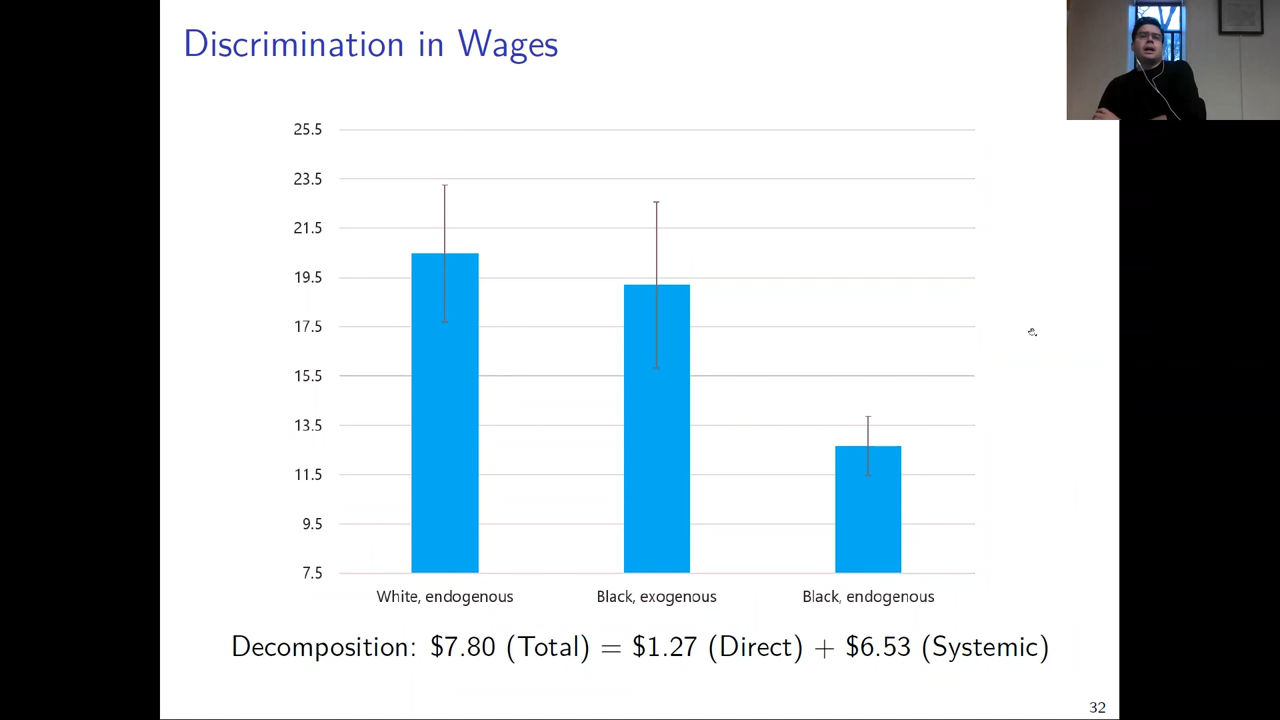 Discrimination in Wages
25.5
23.5
21.5
19.5
17.5
15.5
13.5
11.5
9.5
7.5
White, endogenous
Black, exogenous
Black, endogenous
Decomposition: $7.80 (Total) = $1.27 (Direct) + $6.53 (Systemic)
32